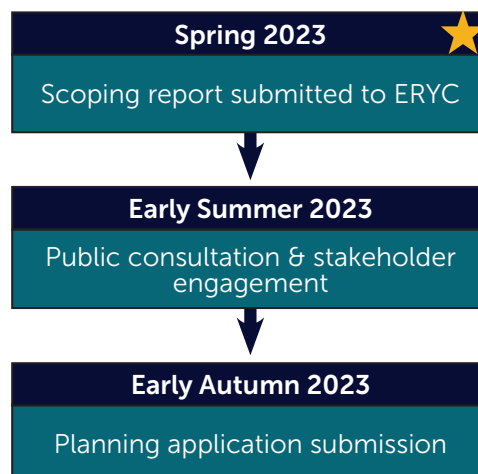 Spring 2023
Scoping report submitted to ERYC
Early Summer 2023
Public consultation & stakeholder
engagement
Early Autumn 2023
Planning application submission